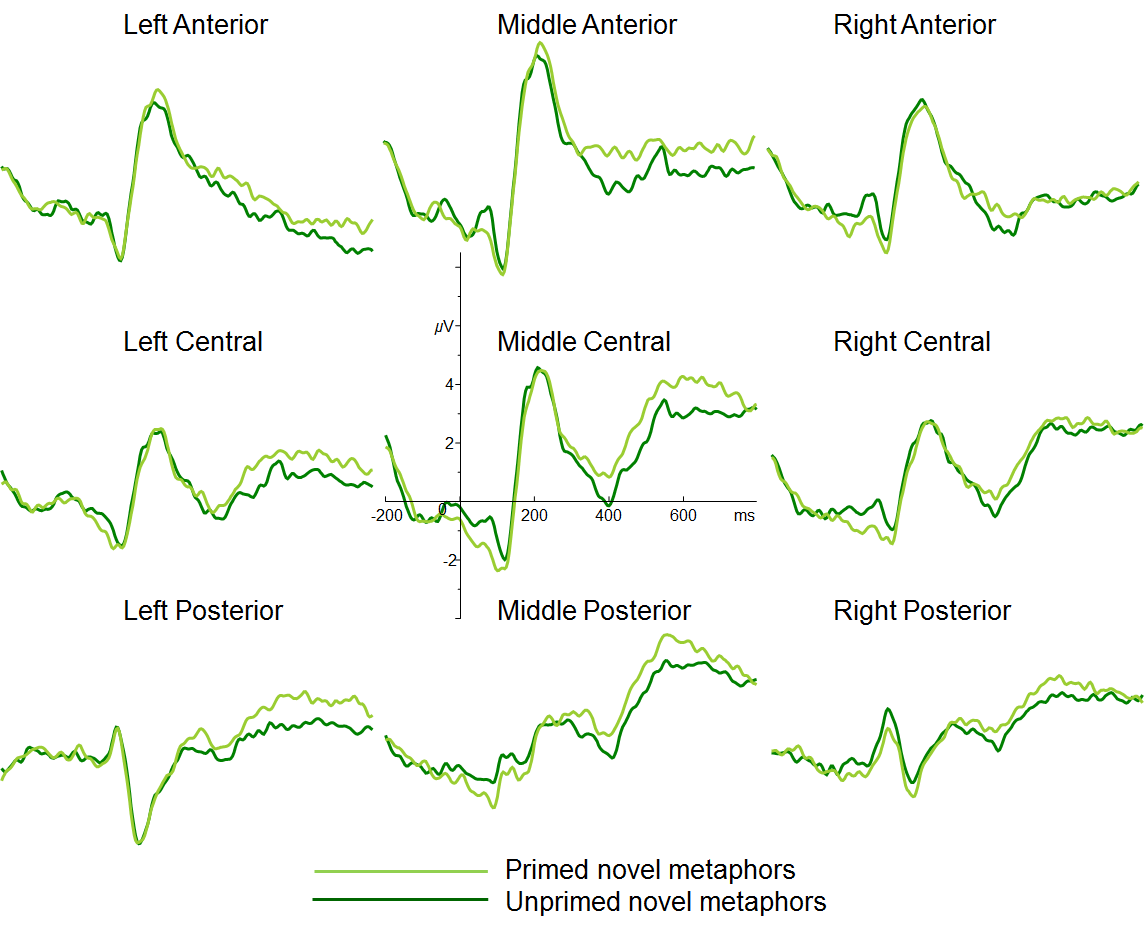 Left Anterior
Middle Anterior
Right Anterior
μV
Left Central
Middle Central
Right Central
4
2
0
-200
200
400
600
ms
-2
Left Posterior
Middle Posterior
Right Posterior
Primed novel metaphors
Unprimed novel metaphors